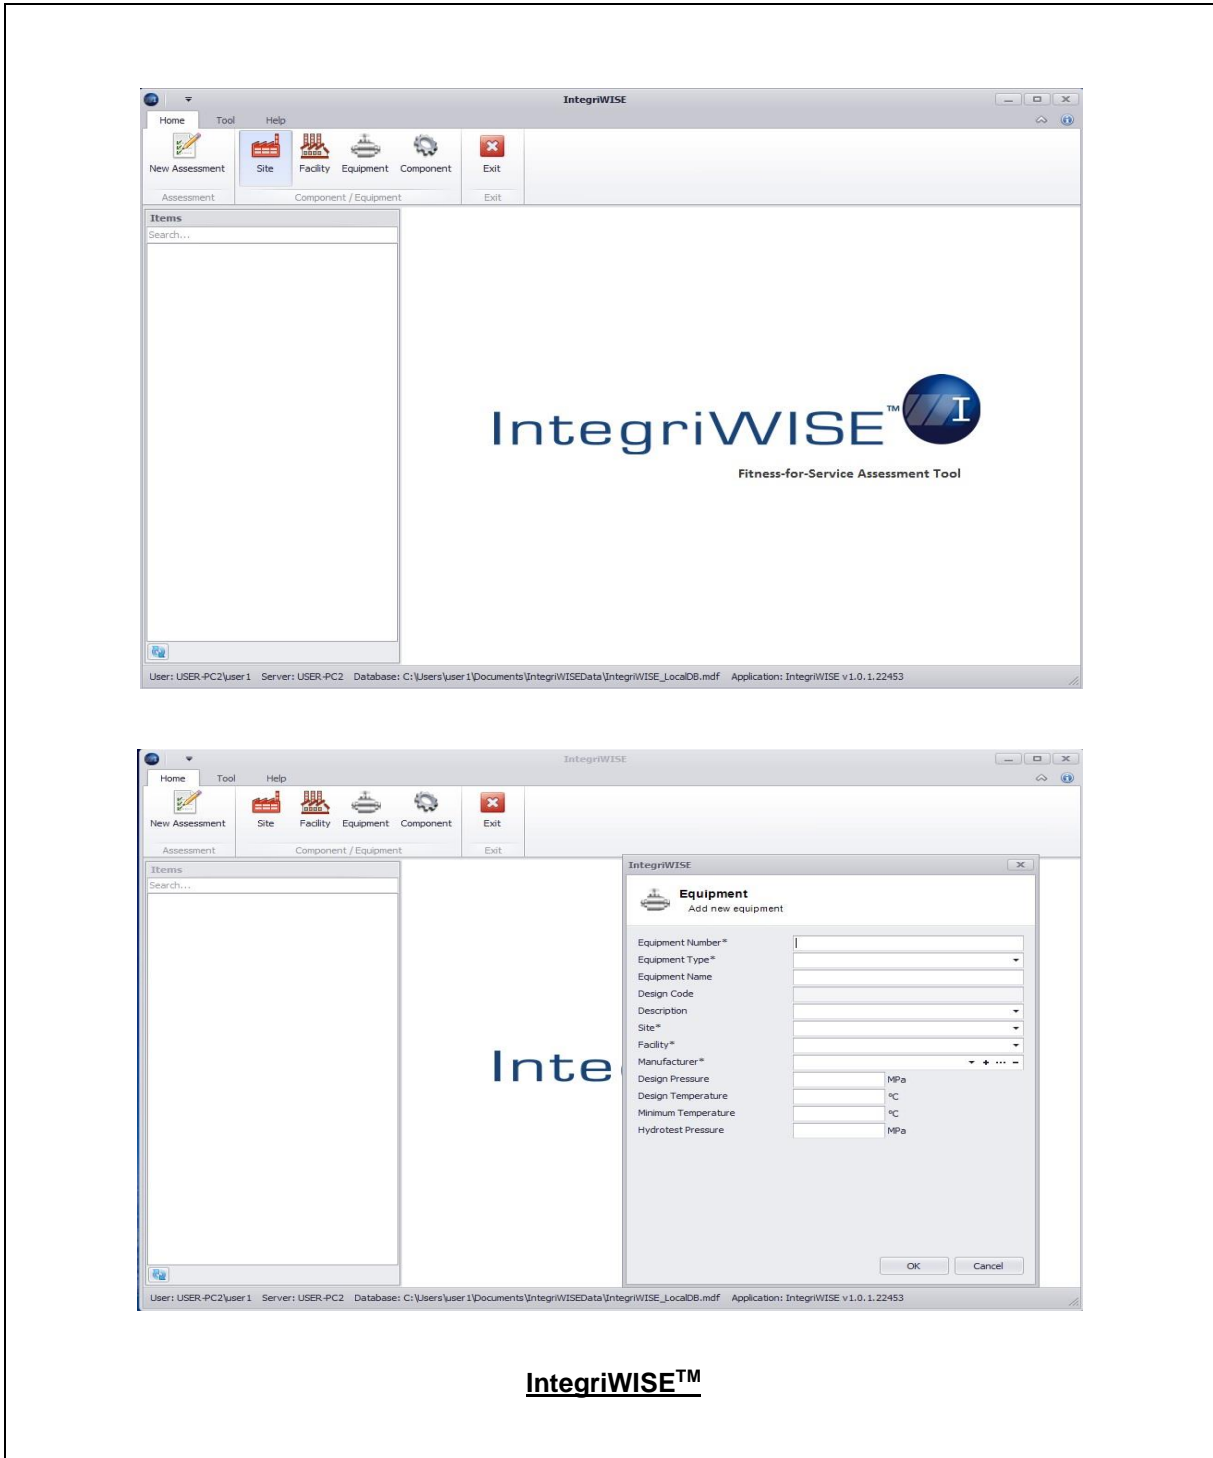 IntegriWISE
Home Tool Help
New Assessment Site Facility Equipment Component Exit
Assessment Component / Equipment Exit
Items
Search...
IntegriWISE™ I
Fitness-for-Service Assessment Tool
User: USER-PC2\user1 Server: USER-PC2 Database: C:\Users\user1\Documents\IntegriWISEData\IntegriWISE_LocalDB.mdf Application: IntegriWISE v1.0.1.22453
IntegriWISE
Home Tool Help
New Assessment Site Facility Equipment Component Exit
Assessment Component / Equipment Exit
Items
Search...
Inte
IntegriWISE
Equipment
Add new equipment
Equipment Number*
Equipment Type*
Equipment Name
Design Code
Description
Site*
Facility*
Manufacturer*
Design Pressure MPa
Design Temperature ºC
Minimum Temperature ºC
Hydrotest Pressure MPa
OK Cancel
User: USER-PC2\user1 Server: USER-PC2 Database: C:\Users\user1\Documents\IntegriWISEData\IntegriWISE_LocalDB.mdf Application: IntegriWISE v1.0.1.22453
IntegriWISE™